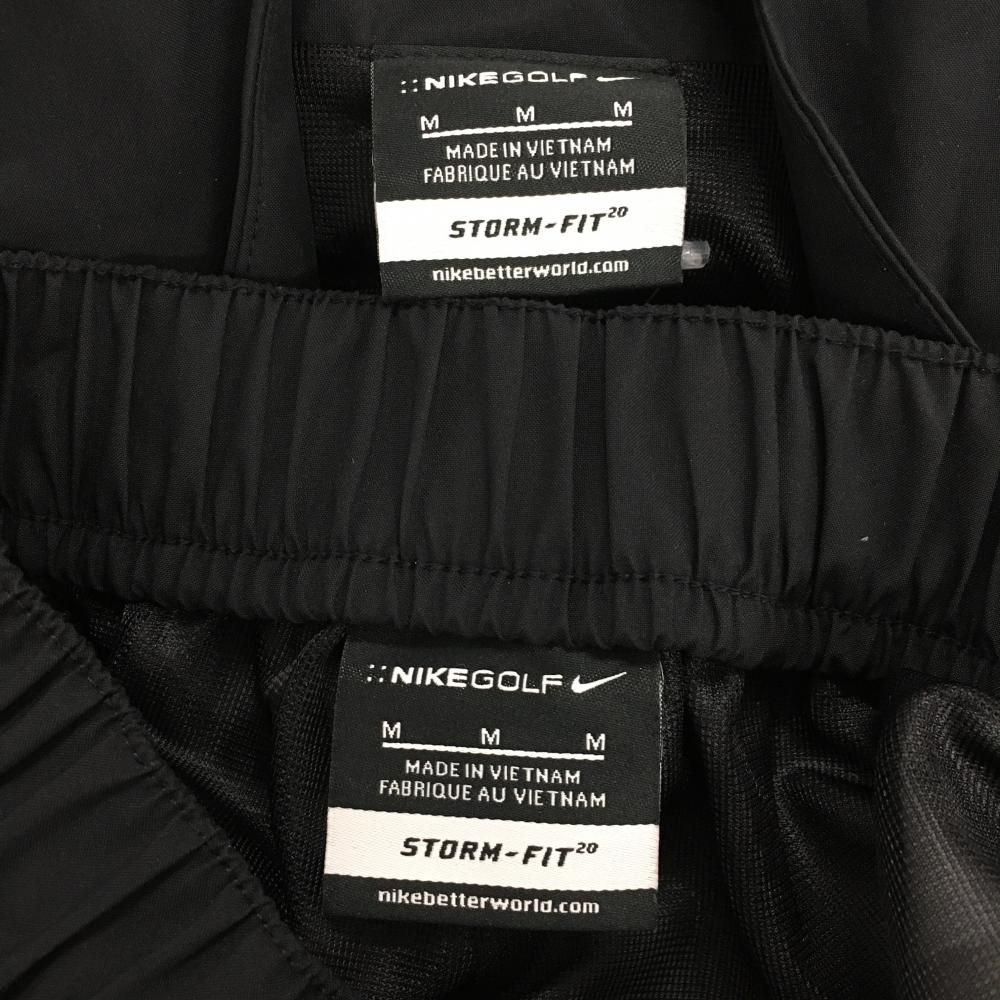 ::NIKEGOLF
M M M
MADE IN VIETNAM
FABRIQUE AU VIETNAM
STORM-FIT20
nikebetterworld.com
::NIKEGOLF
M M M
MADE IN VIETNAM
FABRIQUE AU VIETNAM
STORM-FIT20
nikebetterworld.com